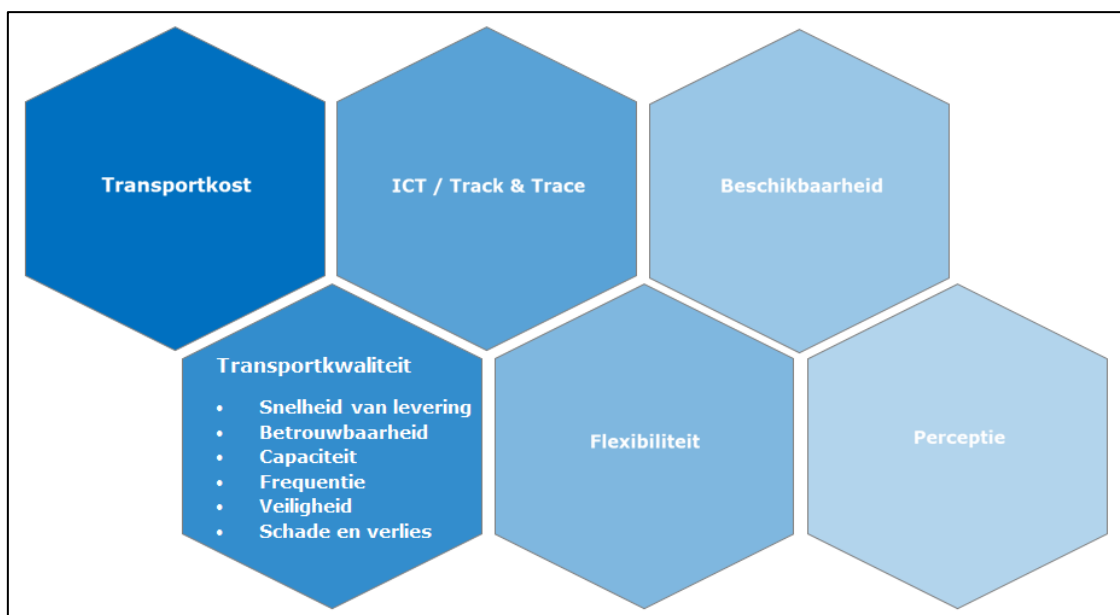 Transportkost
ICT / Track & Trace
Beschikbaarheid
Transportkwaliteit
• Snelheid van levering
• Betrouwbaarheid
• Capaciteit
• Frequentie
• Veiligheid
• Schade en verlies
Flexibiliteit
Perceptie